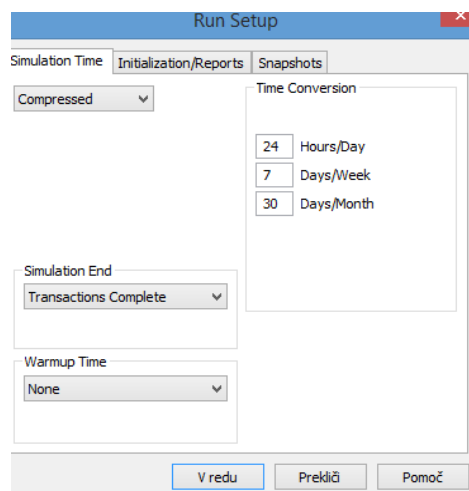 Run Setup
Simulation Time Initialization/Reports Snapshots
Compressed
Time Conversion
24 Hours/Day
7 Days/Week
30 Days/Month
Simulation End
Transactions Complete
Warmup Time
None
V redu Prekliči Pomoč